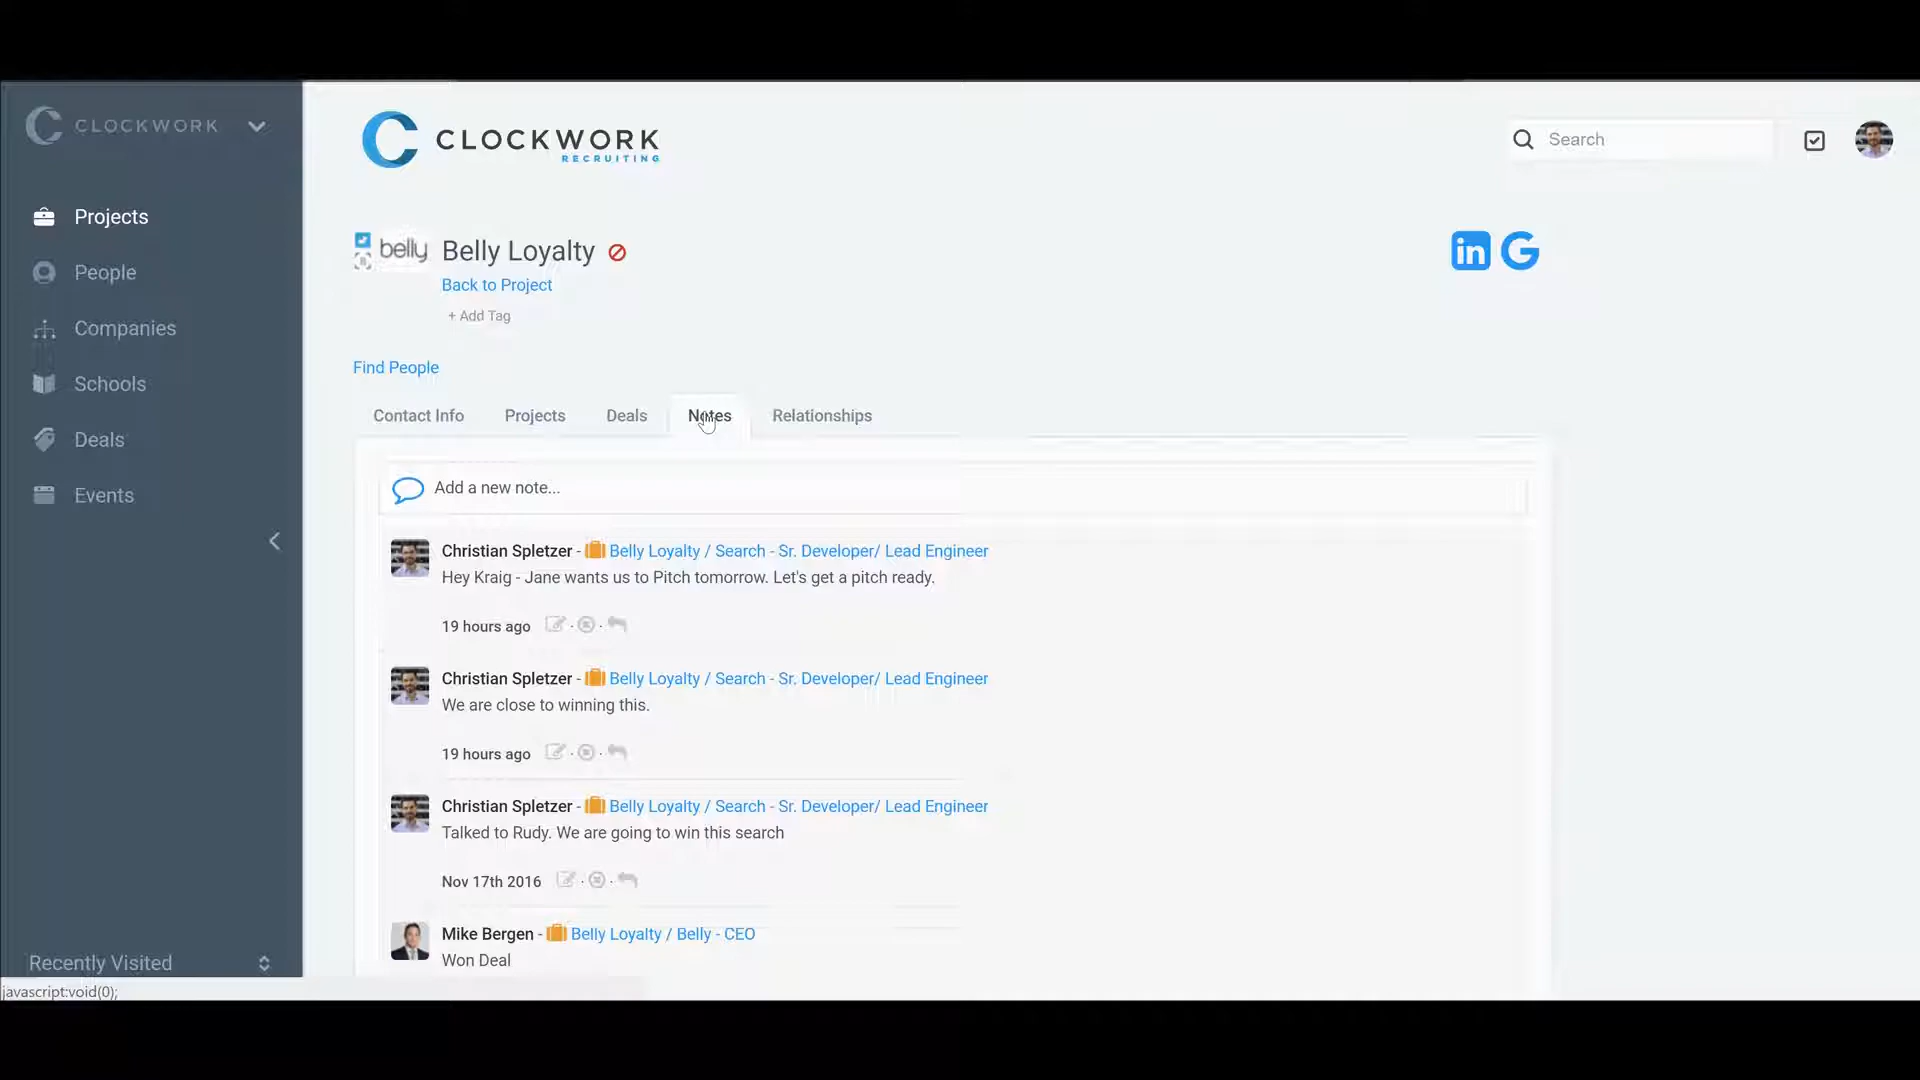 CLOCKWORK
CLOCKWORK
RECRUITING
Search
Projects
People
Companies
Schools
Deals
Events
Recently Visited
belly
Belly Loyalty
Back to Project
+ Add Tag
in G
Find People
Contact Info Projects Deals Notes Relationships
Add a new note...
Christian Spletzer - Belly Loyalty / Search - Sr. Developer/ Lead Engineer
Hey Kraig - Jane wants us to Pitch tomorrow. Let's get a pitch ready.
19 hours ago
Christian Spletzer - Belly Loyalty / Search - Sr. Developer/ Lead Engineer
We are close to winning this.
19 hours ago
Christian Spletzer - Belly Loyalty / Search - Sr. Developer/ Lead Engineer
Talked to Rudy. We are going to win this search
Nov 17th 2016
Mike Bergen - Belly Loyalty / Belly - CEO
Won Deal
javascript:void(0);